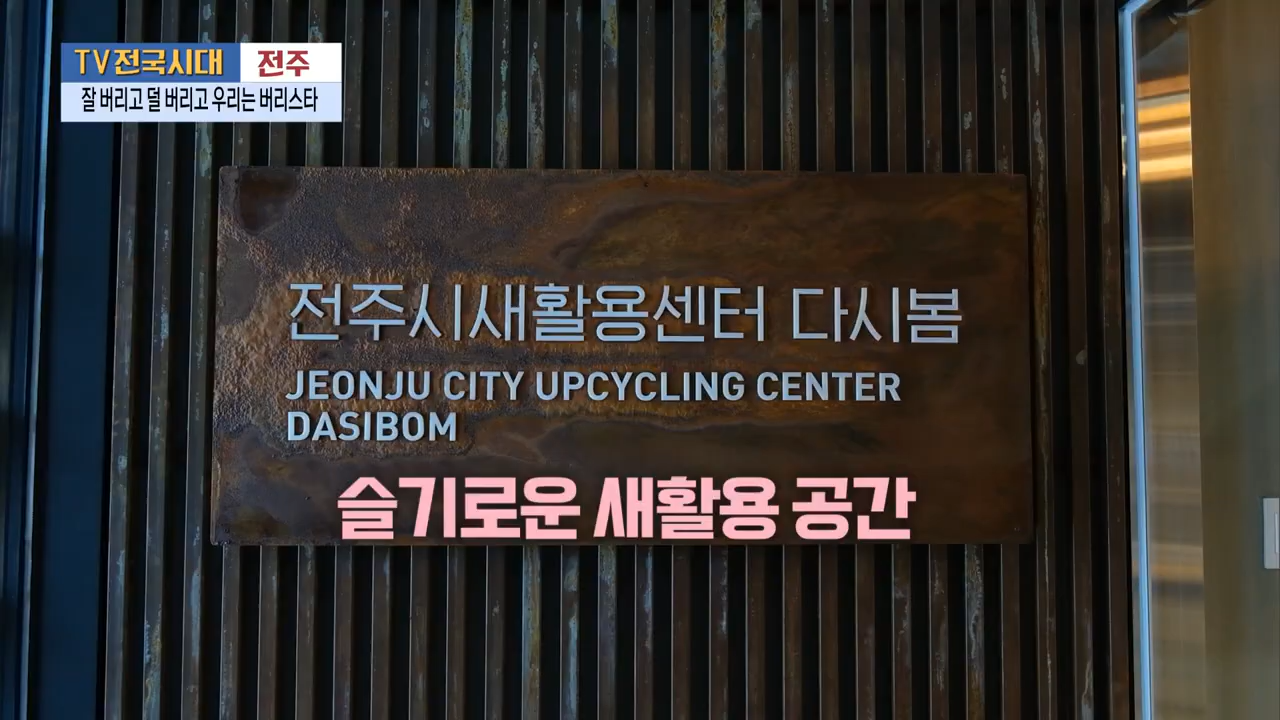 TV전국시대 전주
잘 버리고 덜 버리고 우리는 버리스타
전주시새활용센터 다시봄
JEONJU CITY UPCYCLING CENTER
DASIBOM
슬기로운 새활용 공간